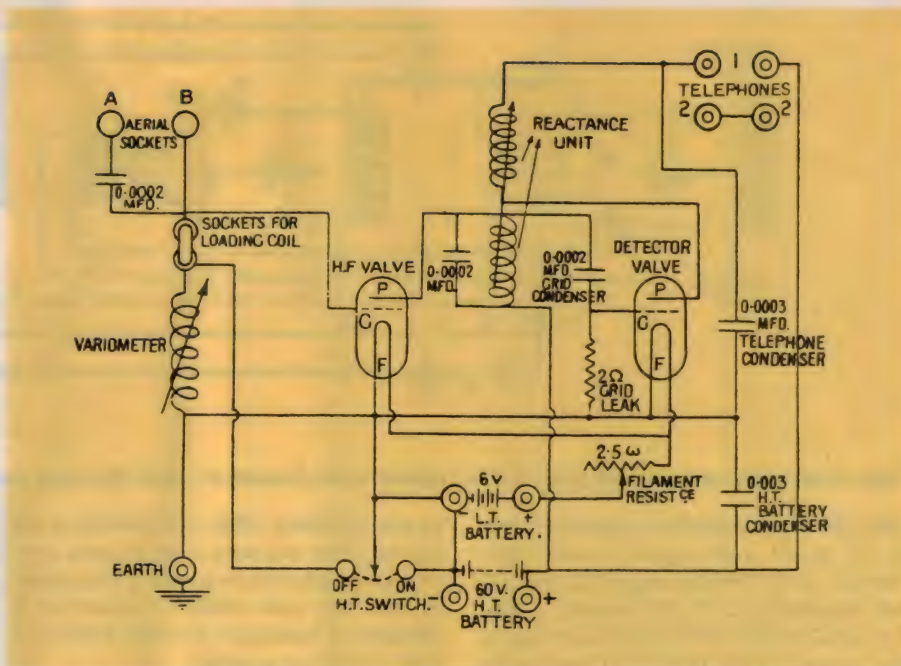 A B
AERIAL
SOCKETS
0·0002
MFD.
SOCKETS FOR
LOADING COIL
VARIOMETER
EARTH
H.F VALVE
P
G
F
0·0002
MFD.
REACTANCE
UNIT
0·0002
MFD
GRID
CONDENSER
DETECTOR
VALVE
P
G
F
2Ω
GRID
LEAK
1
TELEPHONES
2 2
0·0003
MFD.
TELEPHONE
CONDENSER
2·5 ω
FILAMENT
RESISTCE
6V
- +
L.T.
BATTERY.
0·003
H.T.
BATTERY
CONDENSER
OFF ON
H.T. SWITCH.
- +
60V.
H.T.
BATTERY